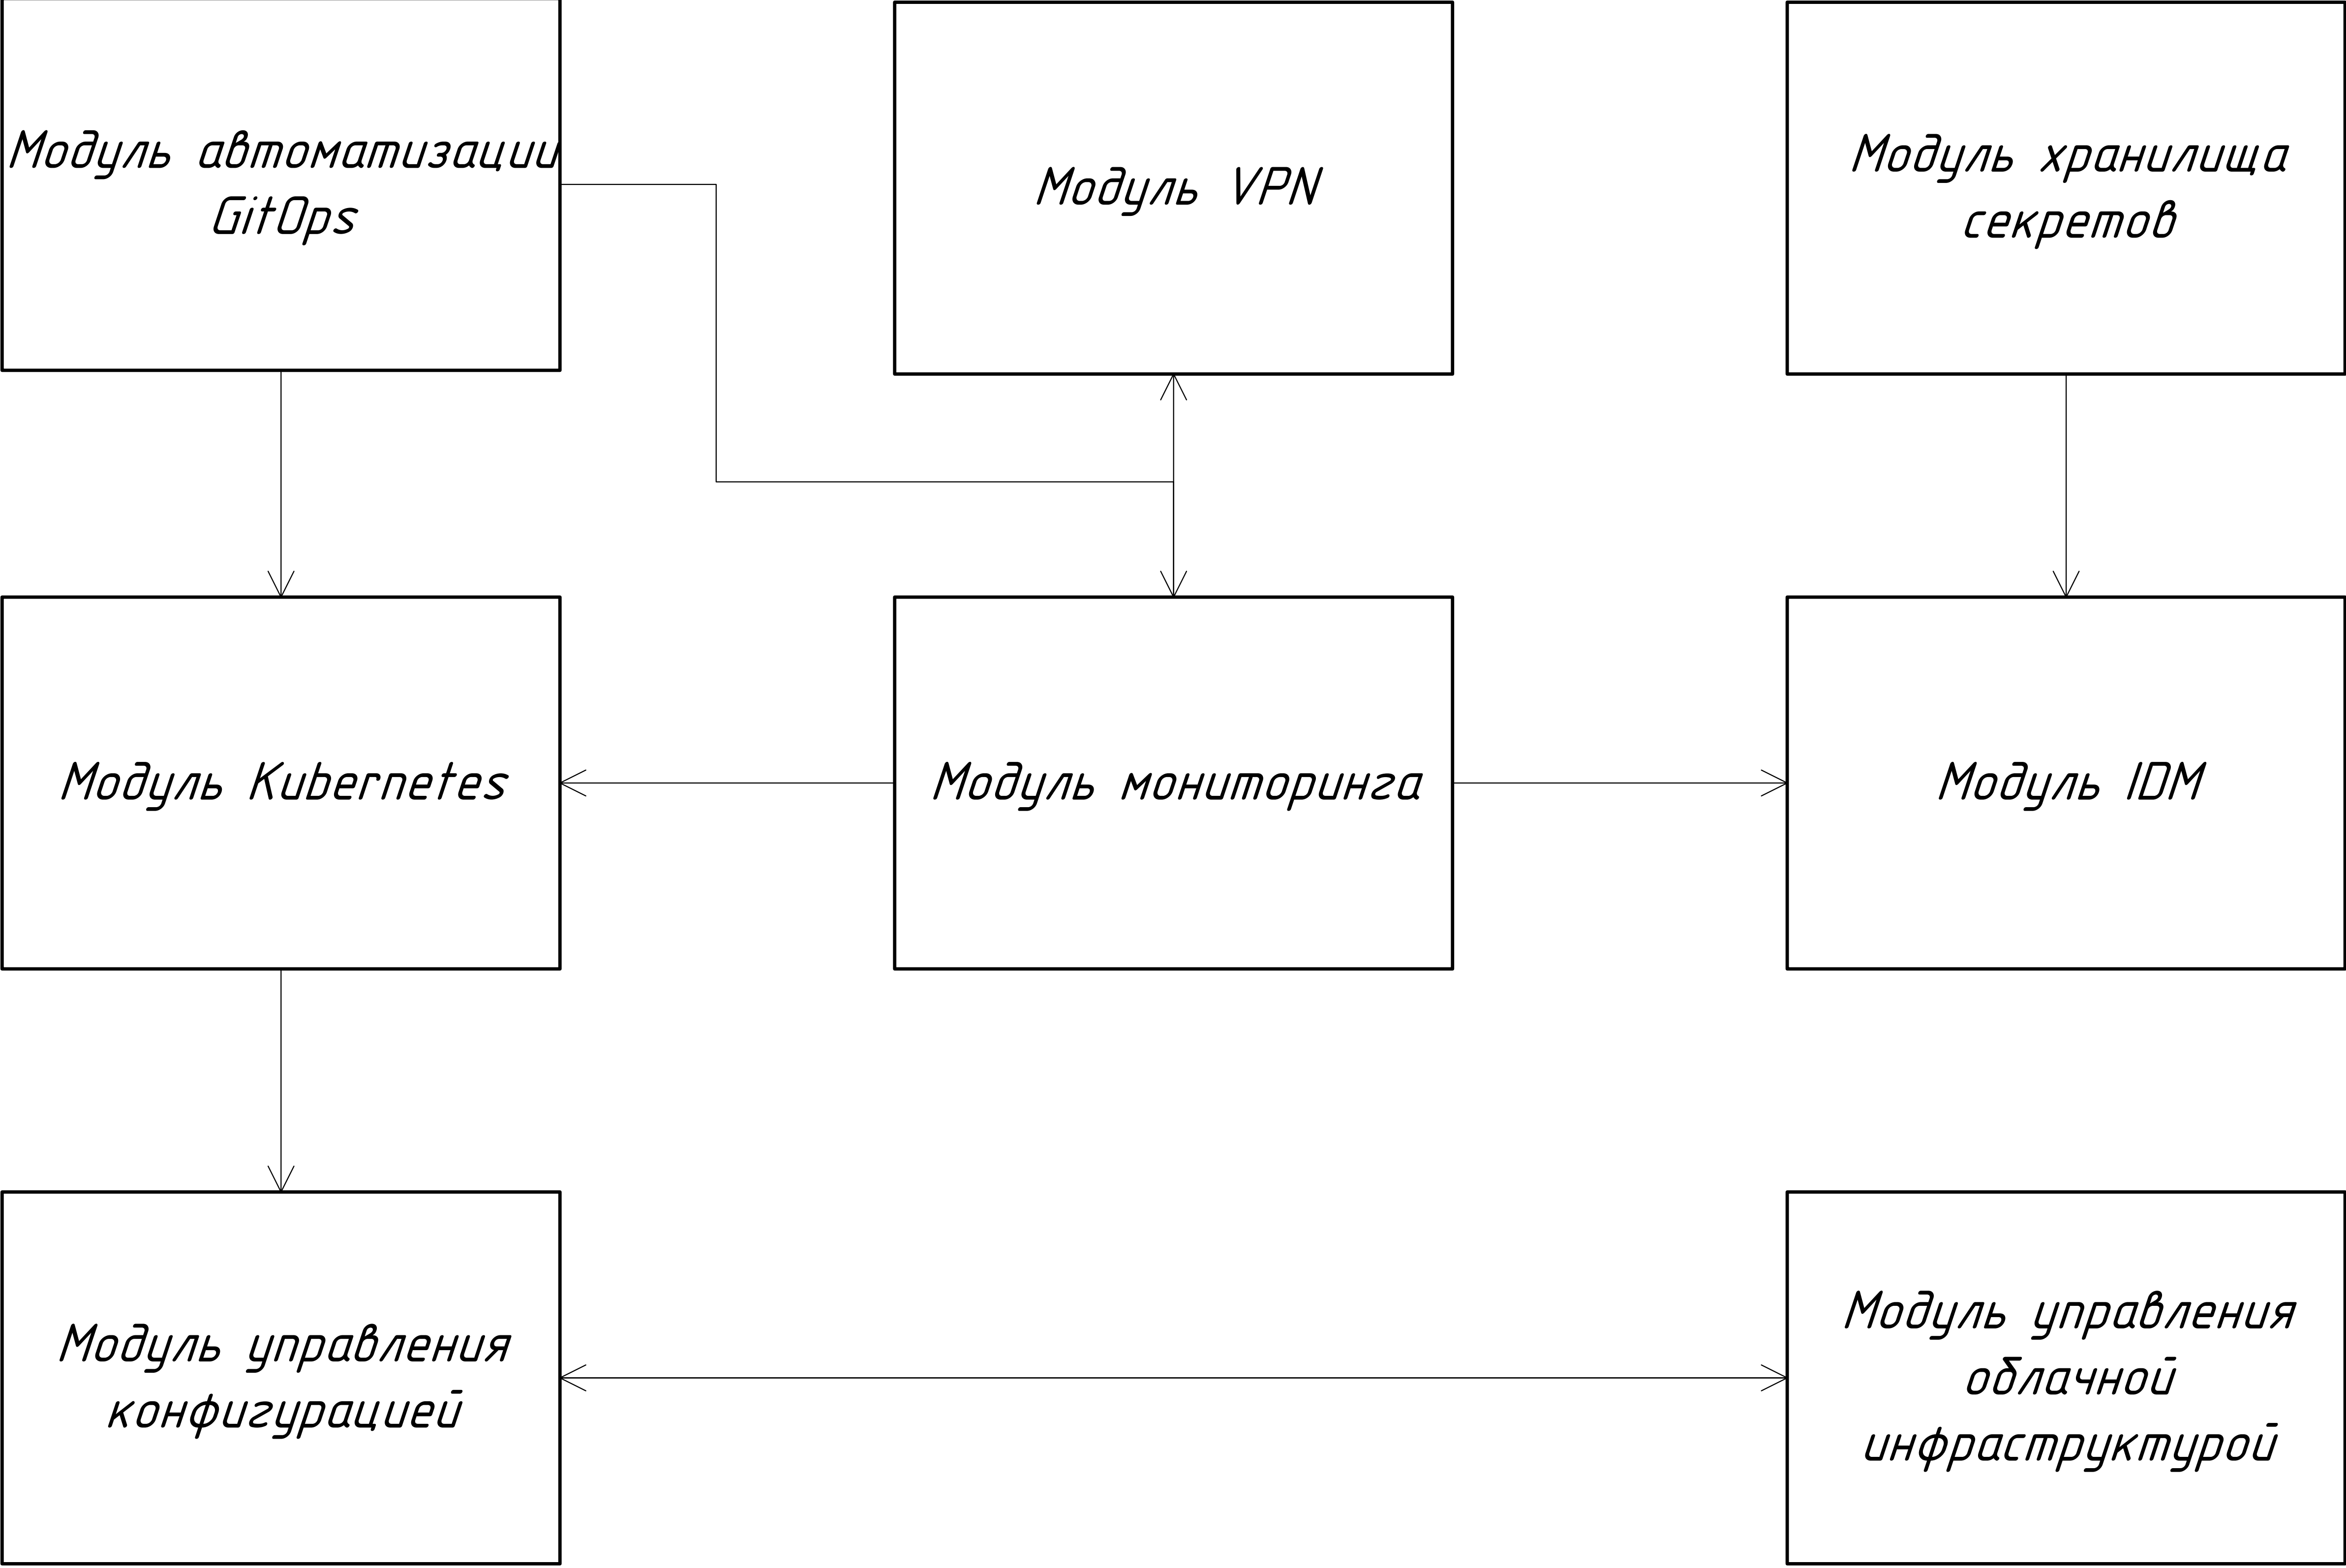 Модуль автоматизации
GitOps
Модуль VPN
Модуль хранилища
секретов
Модуль Kubernetes
Модуль мониторинга
Модуль IDM
Модуль управления
конфигурацией
Модуль управления
облачной
инфраструктурой